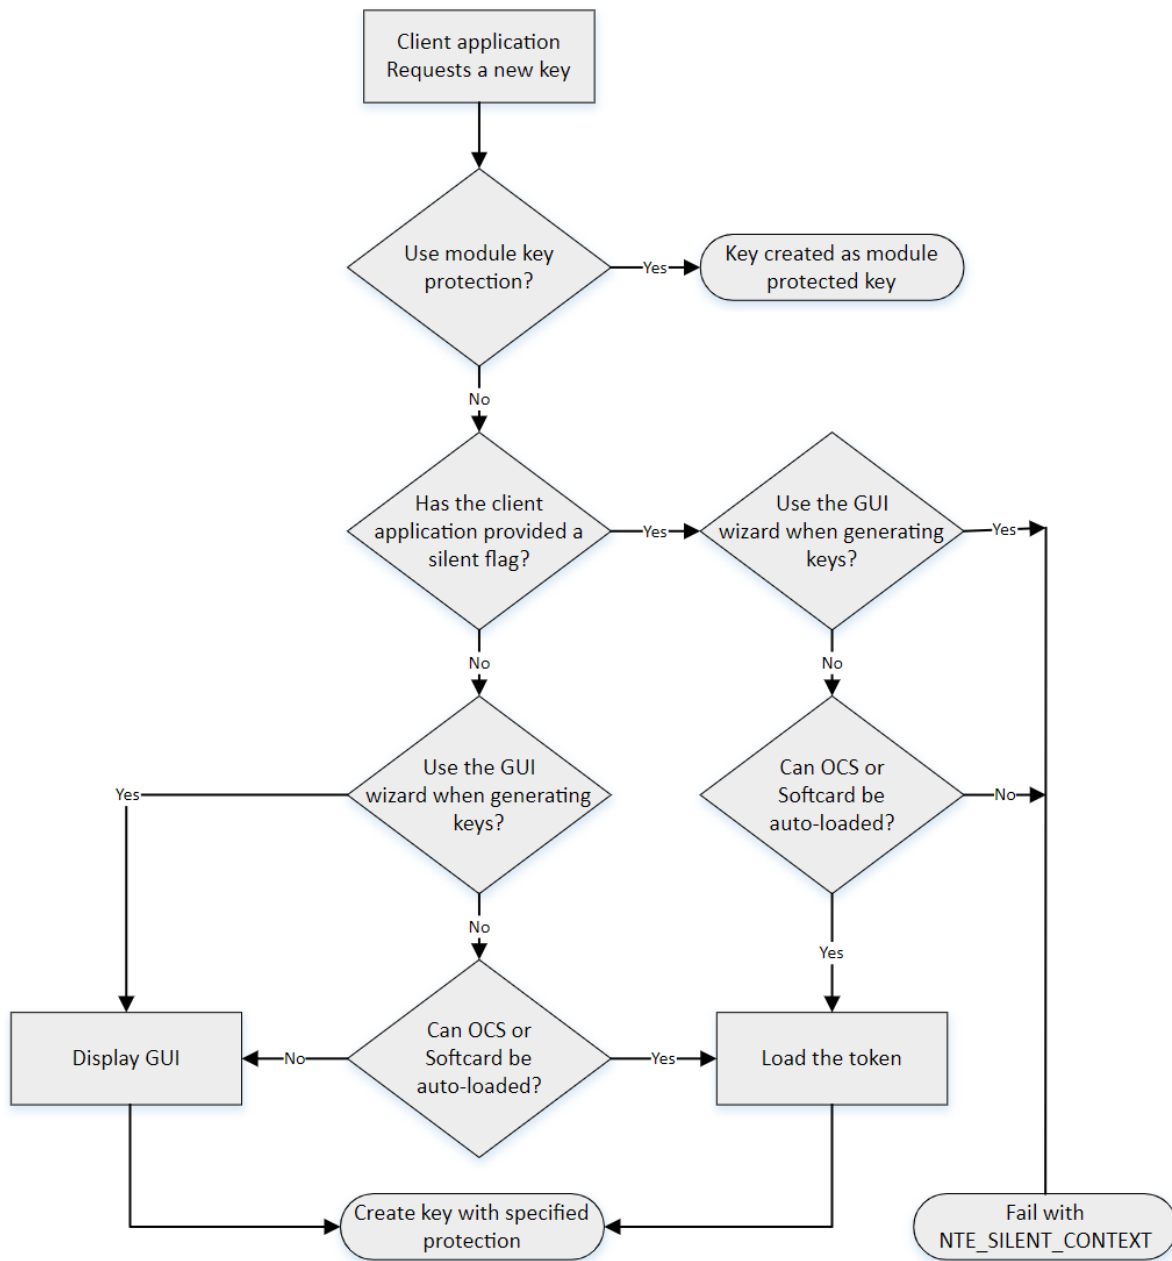 Client application
Requests a new key
Use module key
protection?
Yes
Key created as module
protected key
No
Has the client
application provided a
silent flag?
Yes
Use the GUI
wizard when generating
keys?
Yes
No
No
Use the GUI
wizard when generating
keys?
Yes
Can OCS or
Softcard be
auto-loaded?
No
No
Yes
Display GUI
No
Can OCS or
Softcard be
auto-loaded?
Yes
Load the token
Create key with specified
protection
Fail with
NTE_SILENT_CONTEXT